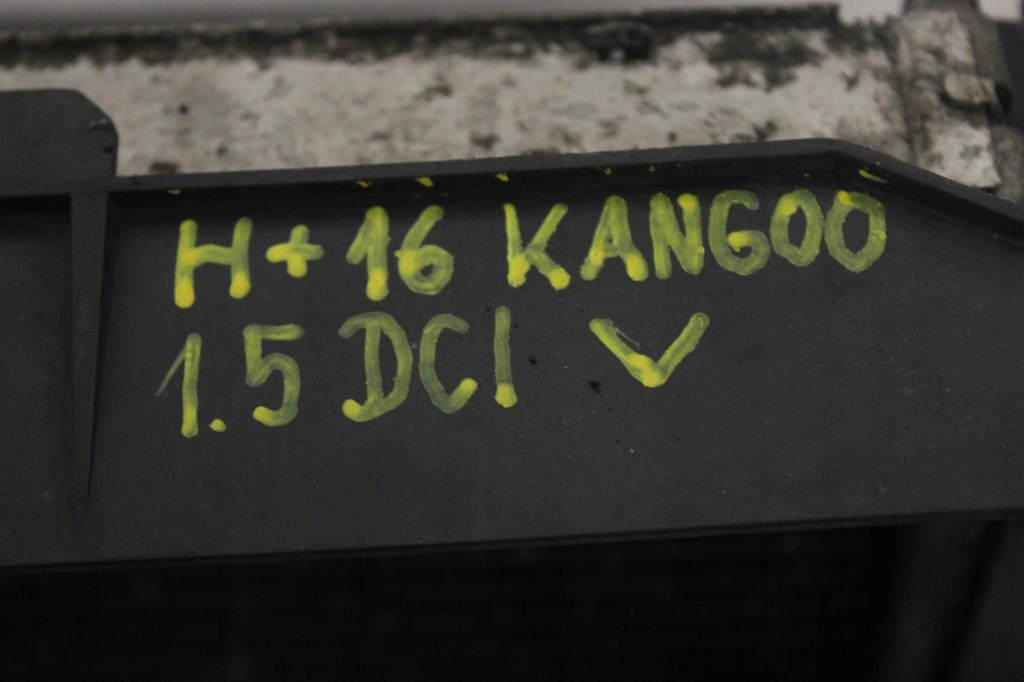 H+16 KANGOO
1.5 DCI V